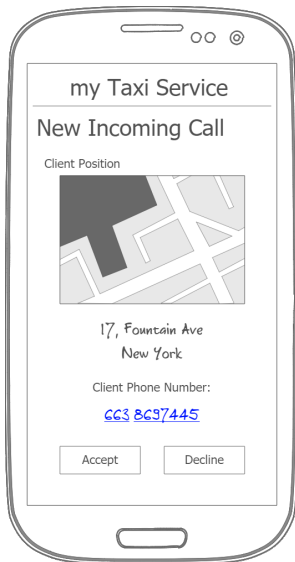 my Taxi Service
New Incoming Call
Client Position
17, Fountain Ave
New York
Client Phone Number:
663 8697445
Accept Decline